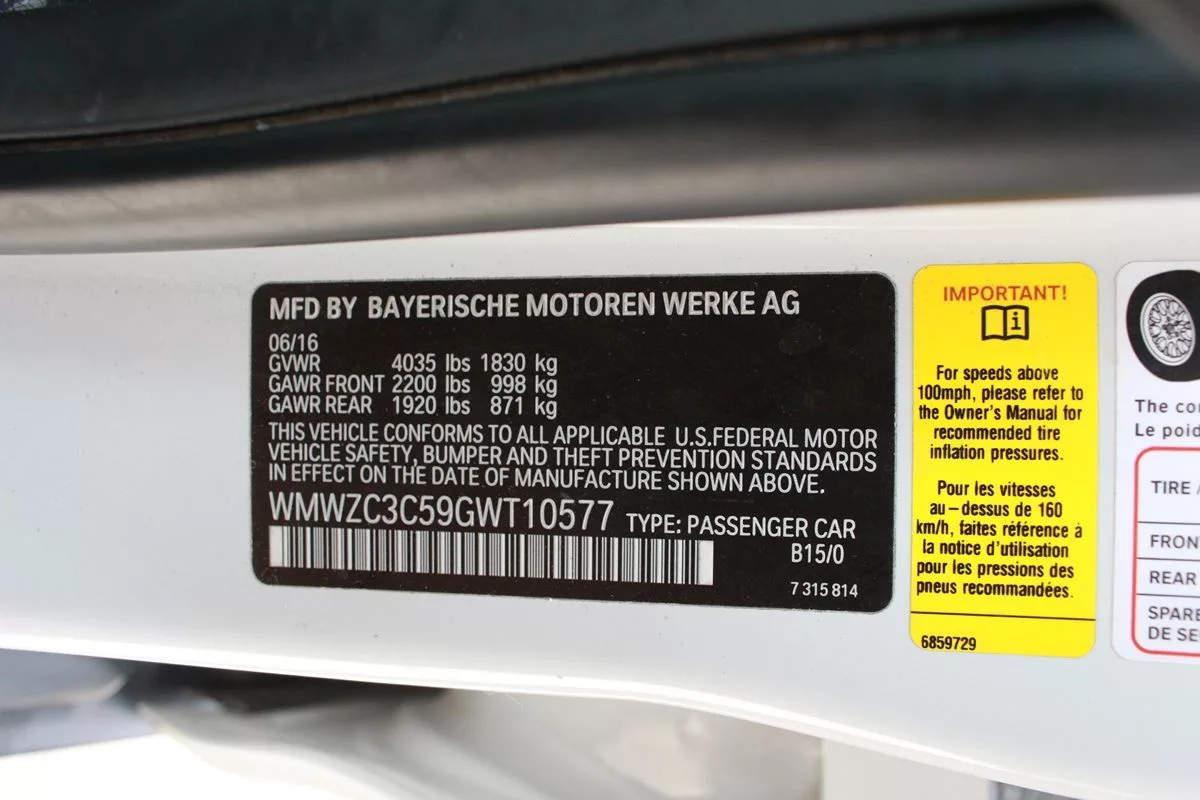 MFD BY BAYERISCHE MOTOREN WERKE AG
06/16
GVWR 4035 lbs 1830 kg
GAWR FRONT 2200 lbs 998 kg
GAWR REAR 1920 lbs 871 kg
THIS VEHICLE CONFORMS TO ALL APPLICABLE U.S.FEDERAL MOTOR
VEHICLE SAFETY, BUMPER AND THEFT PREVENTION STANDARDS
IN EFFECT ON THE DATE OF MANUFACTURE SHOWN ABOVE.
WMWZC3C59GWT10577 TYPE: PASSENGER CAR
B15/0
7 315 814
IMPORTANT!
For speeds above
100mph, please refer to
the Owner's Manual for
recommended tire
inflation pressures.
Pour les vitesses
au-dessus de 160
km/h, faites référence à
la notice d'utilisation
pour les pressions des
pneus recommandées.
6859729
The
Le
TIRE
REAR
DE